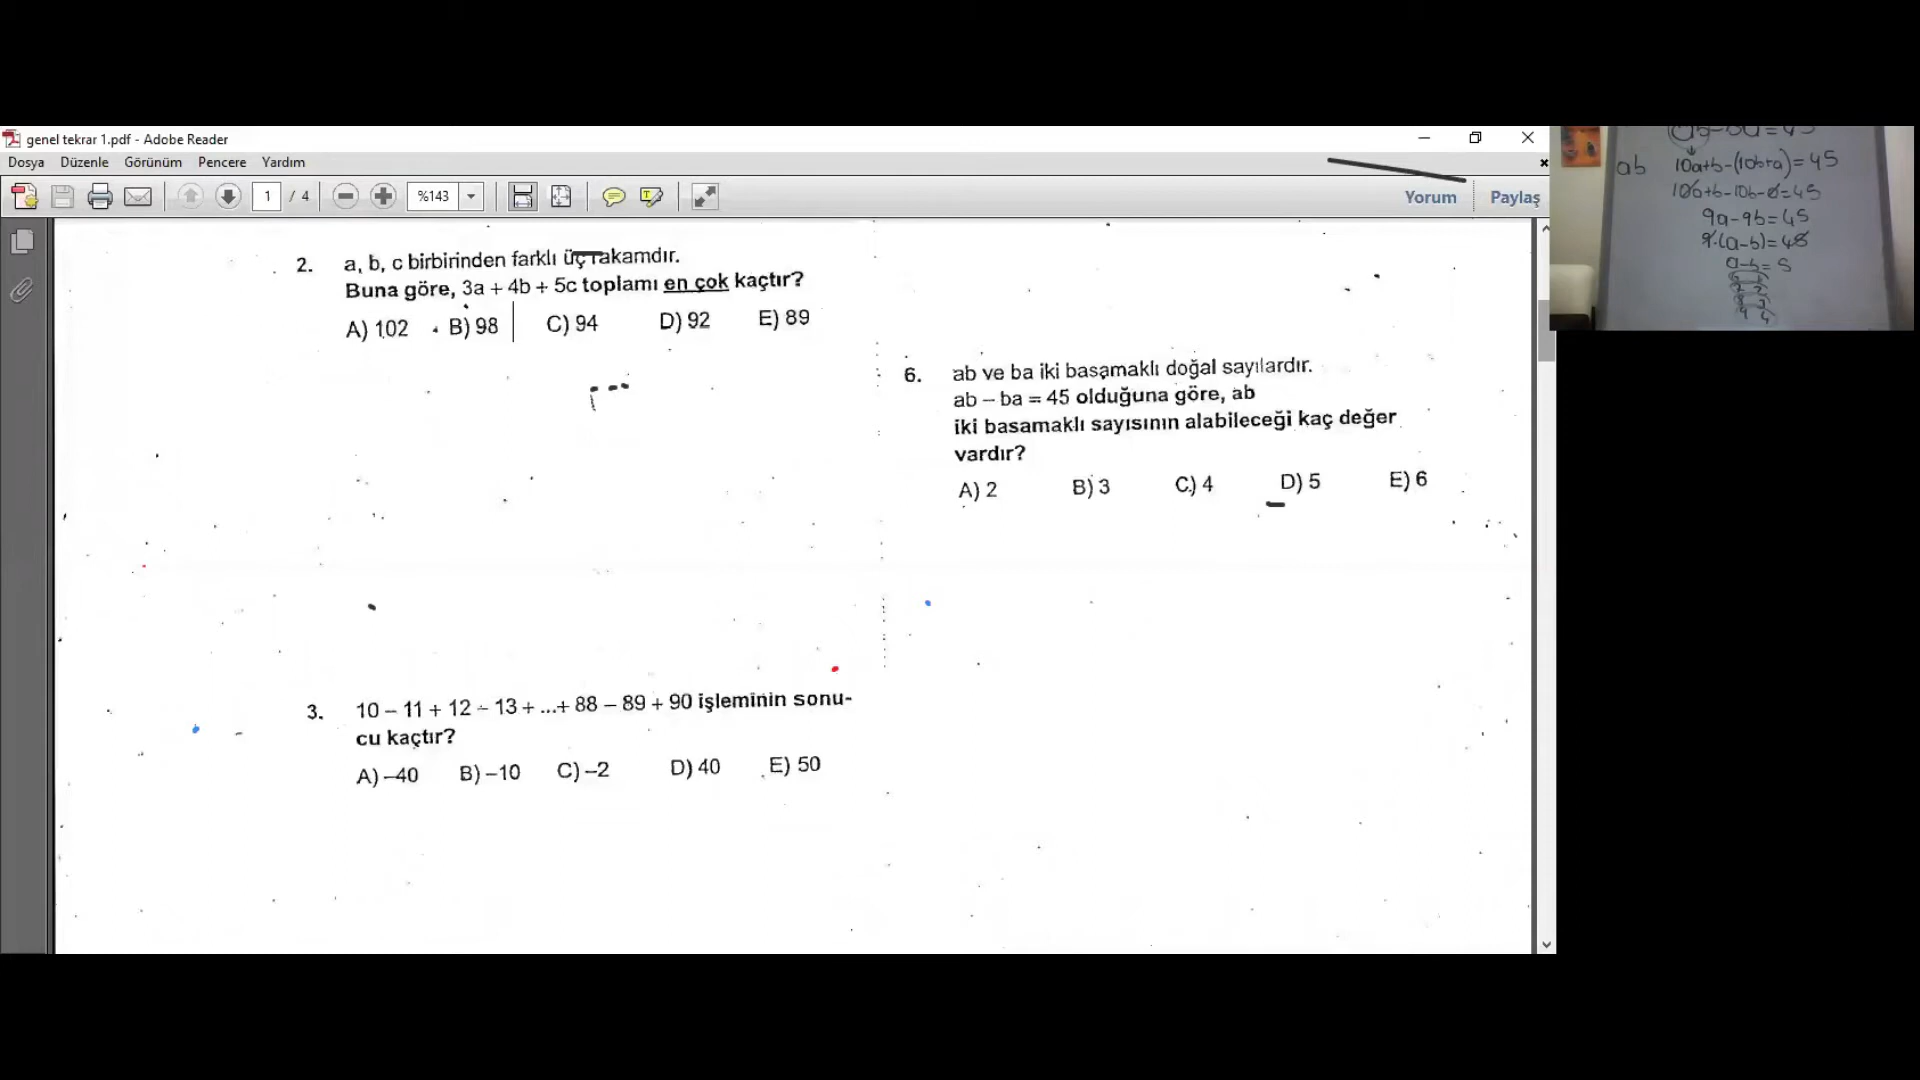 genel tekrar 1.pdf - Adobe Reader
Dosya Düzenle Görünüm Pencere Yardım
1 / 4 %143 Yorum Paylaş
2. a, b, c birbirinden farklı üç rakamdır.
Buna göre, 3a + 4b + 5c toplamı en çok kaçtır?
A) 102 B) 98 C) 94 D) 92 E) 89
3. 10 – 11 + 12 – 13 + ...+ 88 – 89 + 90 işleminin sonu-
cu kaçtır?
A) –40 B) –10 C) –2 D) 40 E) 50
6. ab ve ba iki basamaklı doğal sayılardır.
ab – ba = 45 olduğuna göre, ab
iki basamaklı sayısının alabileceği kaç değer
vardır?
A) 2 B) 3 C) 4 D) 5 E) 6
ab 10a+b-(10b+a)=45
10a+b-10b-a=45
9a-9b=45
9.(a-b)=45
a-b=5